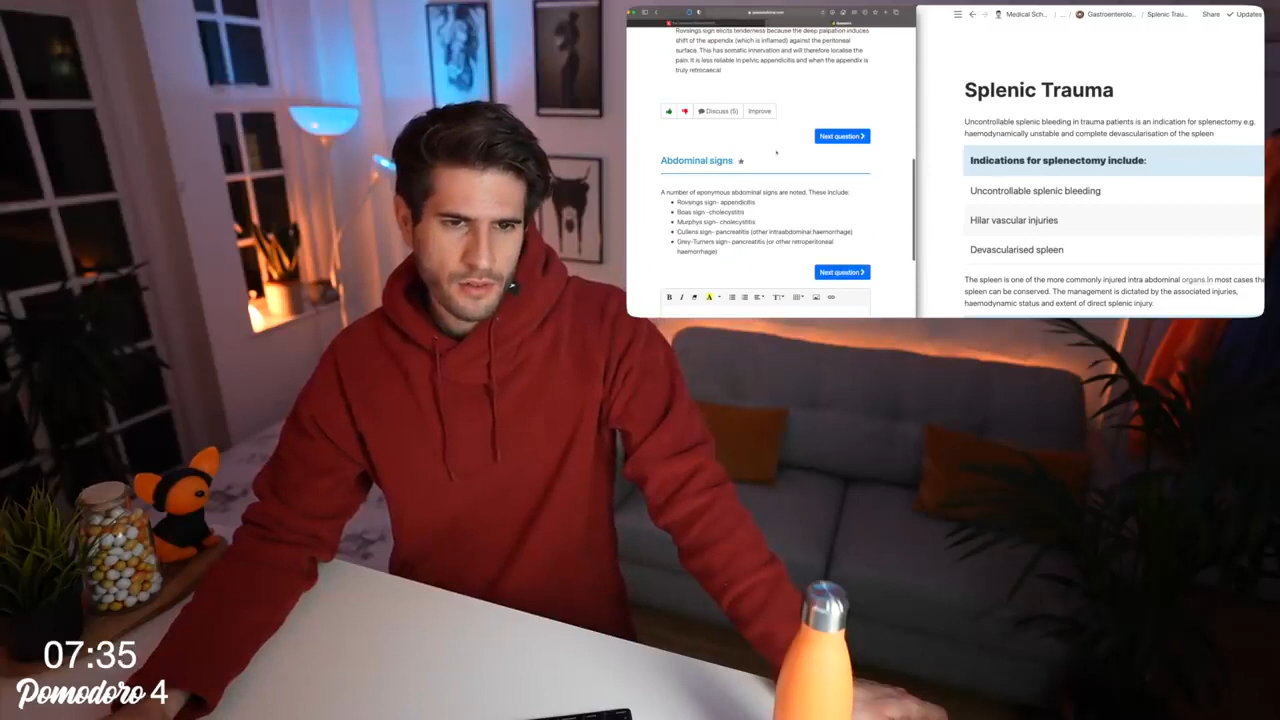 Rovsings sign elicits tenderness because the deep palpation induces
shift of the appendix (which is inflamed) against the peritoneal
surface. This has somatic innervation and will therefore localise the
pain. It is less reliable in pelvic appendicitis and when the appendix is
truly retrocaecal
Discuss (5)
Improve
Next question
Abdominal signs
A number of eponymous abdominal signs are noted. These include:
Rovsings sign- appendicitis
Boas sign -cholecystitis
Murphys sign- cholecystitis
Cullens sign- pancreatitis (other intraabdominal haemorrhage)
Grey-Turners sign- pancreatitis (or other retroperitoneal
haemorrhage)
Next question
Medical Sch...
...
Gastroenterolo...
Splenic Trau...
Share
Updates
Splenic Trauma
Uncontrollable splenic bleeding in trauma patients is an indication for splenectomy e.g.
haemodynamically unstable and complete devascularisation of the spleen
Indications for splenectomy include:
Uncontrollable splenic bleeding
Hilar vascular injuries
Devascularised spleen
The spleen is one of the more commonly injured intra abdominal organs.In most cases the
spleen can be conserved. The management is dictated by the associated injuries,
haemodynamic status and extent of direct splenic injury.
07:35
Pomodoro 4